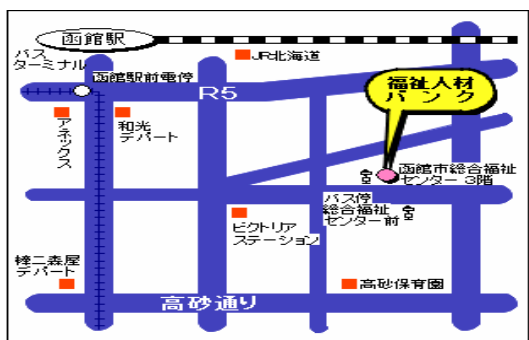 函館駅
バス
ターミナル
JR北海道
函館駅前電停
R5
福祉人材
バンク
アネックス
和光
デパート
函館市総合福祉
センター 3階
バス停
総合福祉
センター前
ビクトリア
ステーション
棒二森屋
デパート
高砂保育園
高砂通り